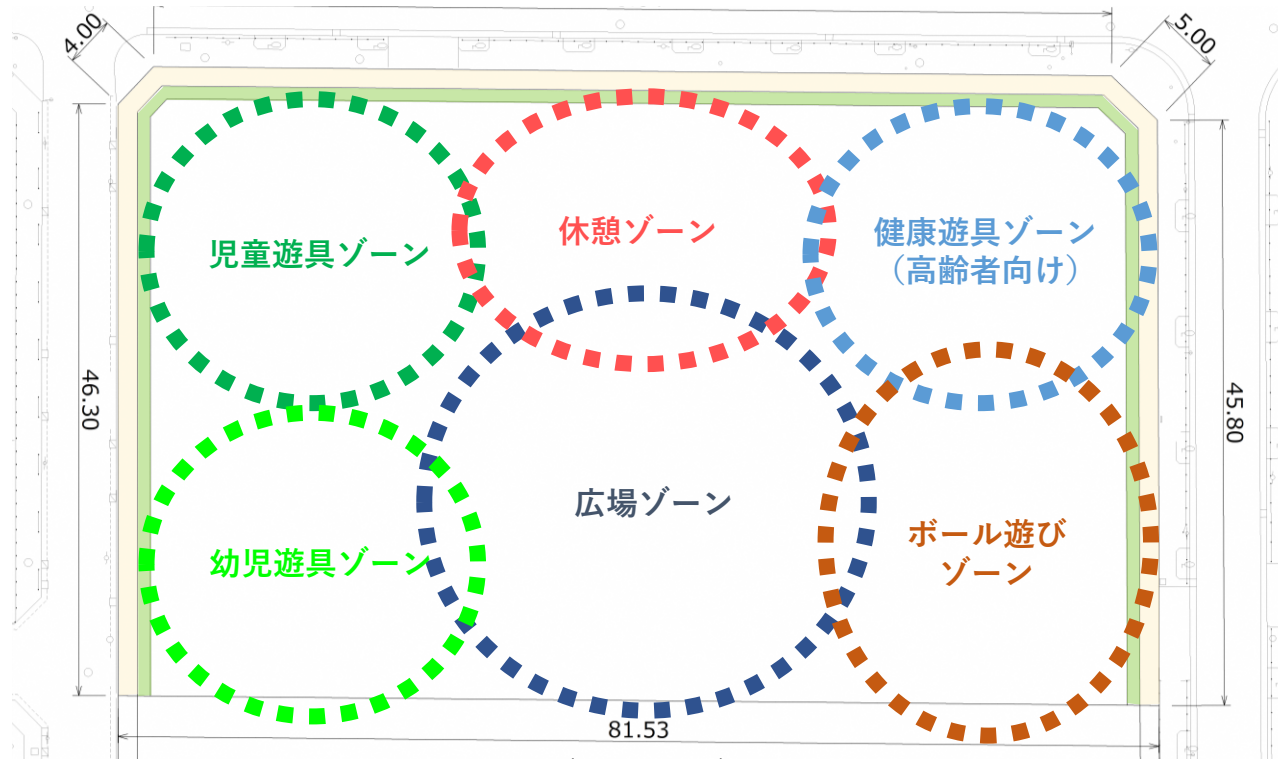 4.00
5.00
休憩ゾーン
児童遊具ゾーン
健康遊具ゾーン
（高齢者向け）
46.30
45.80
広場ゾーン
幼児遊具ゾーン
ボール遊び
ゾーン
81.53